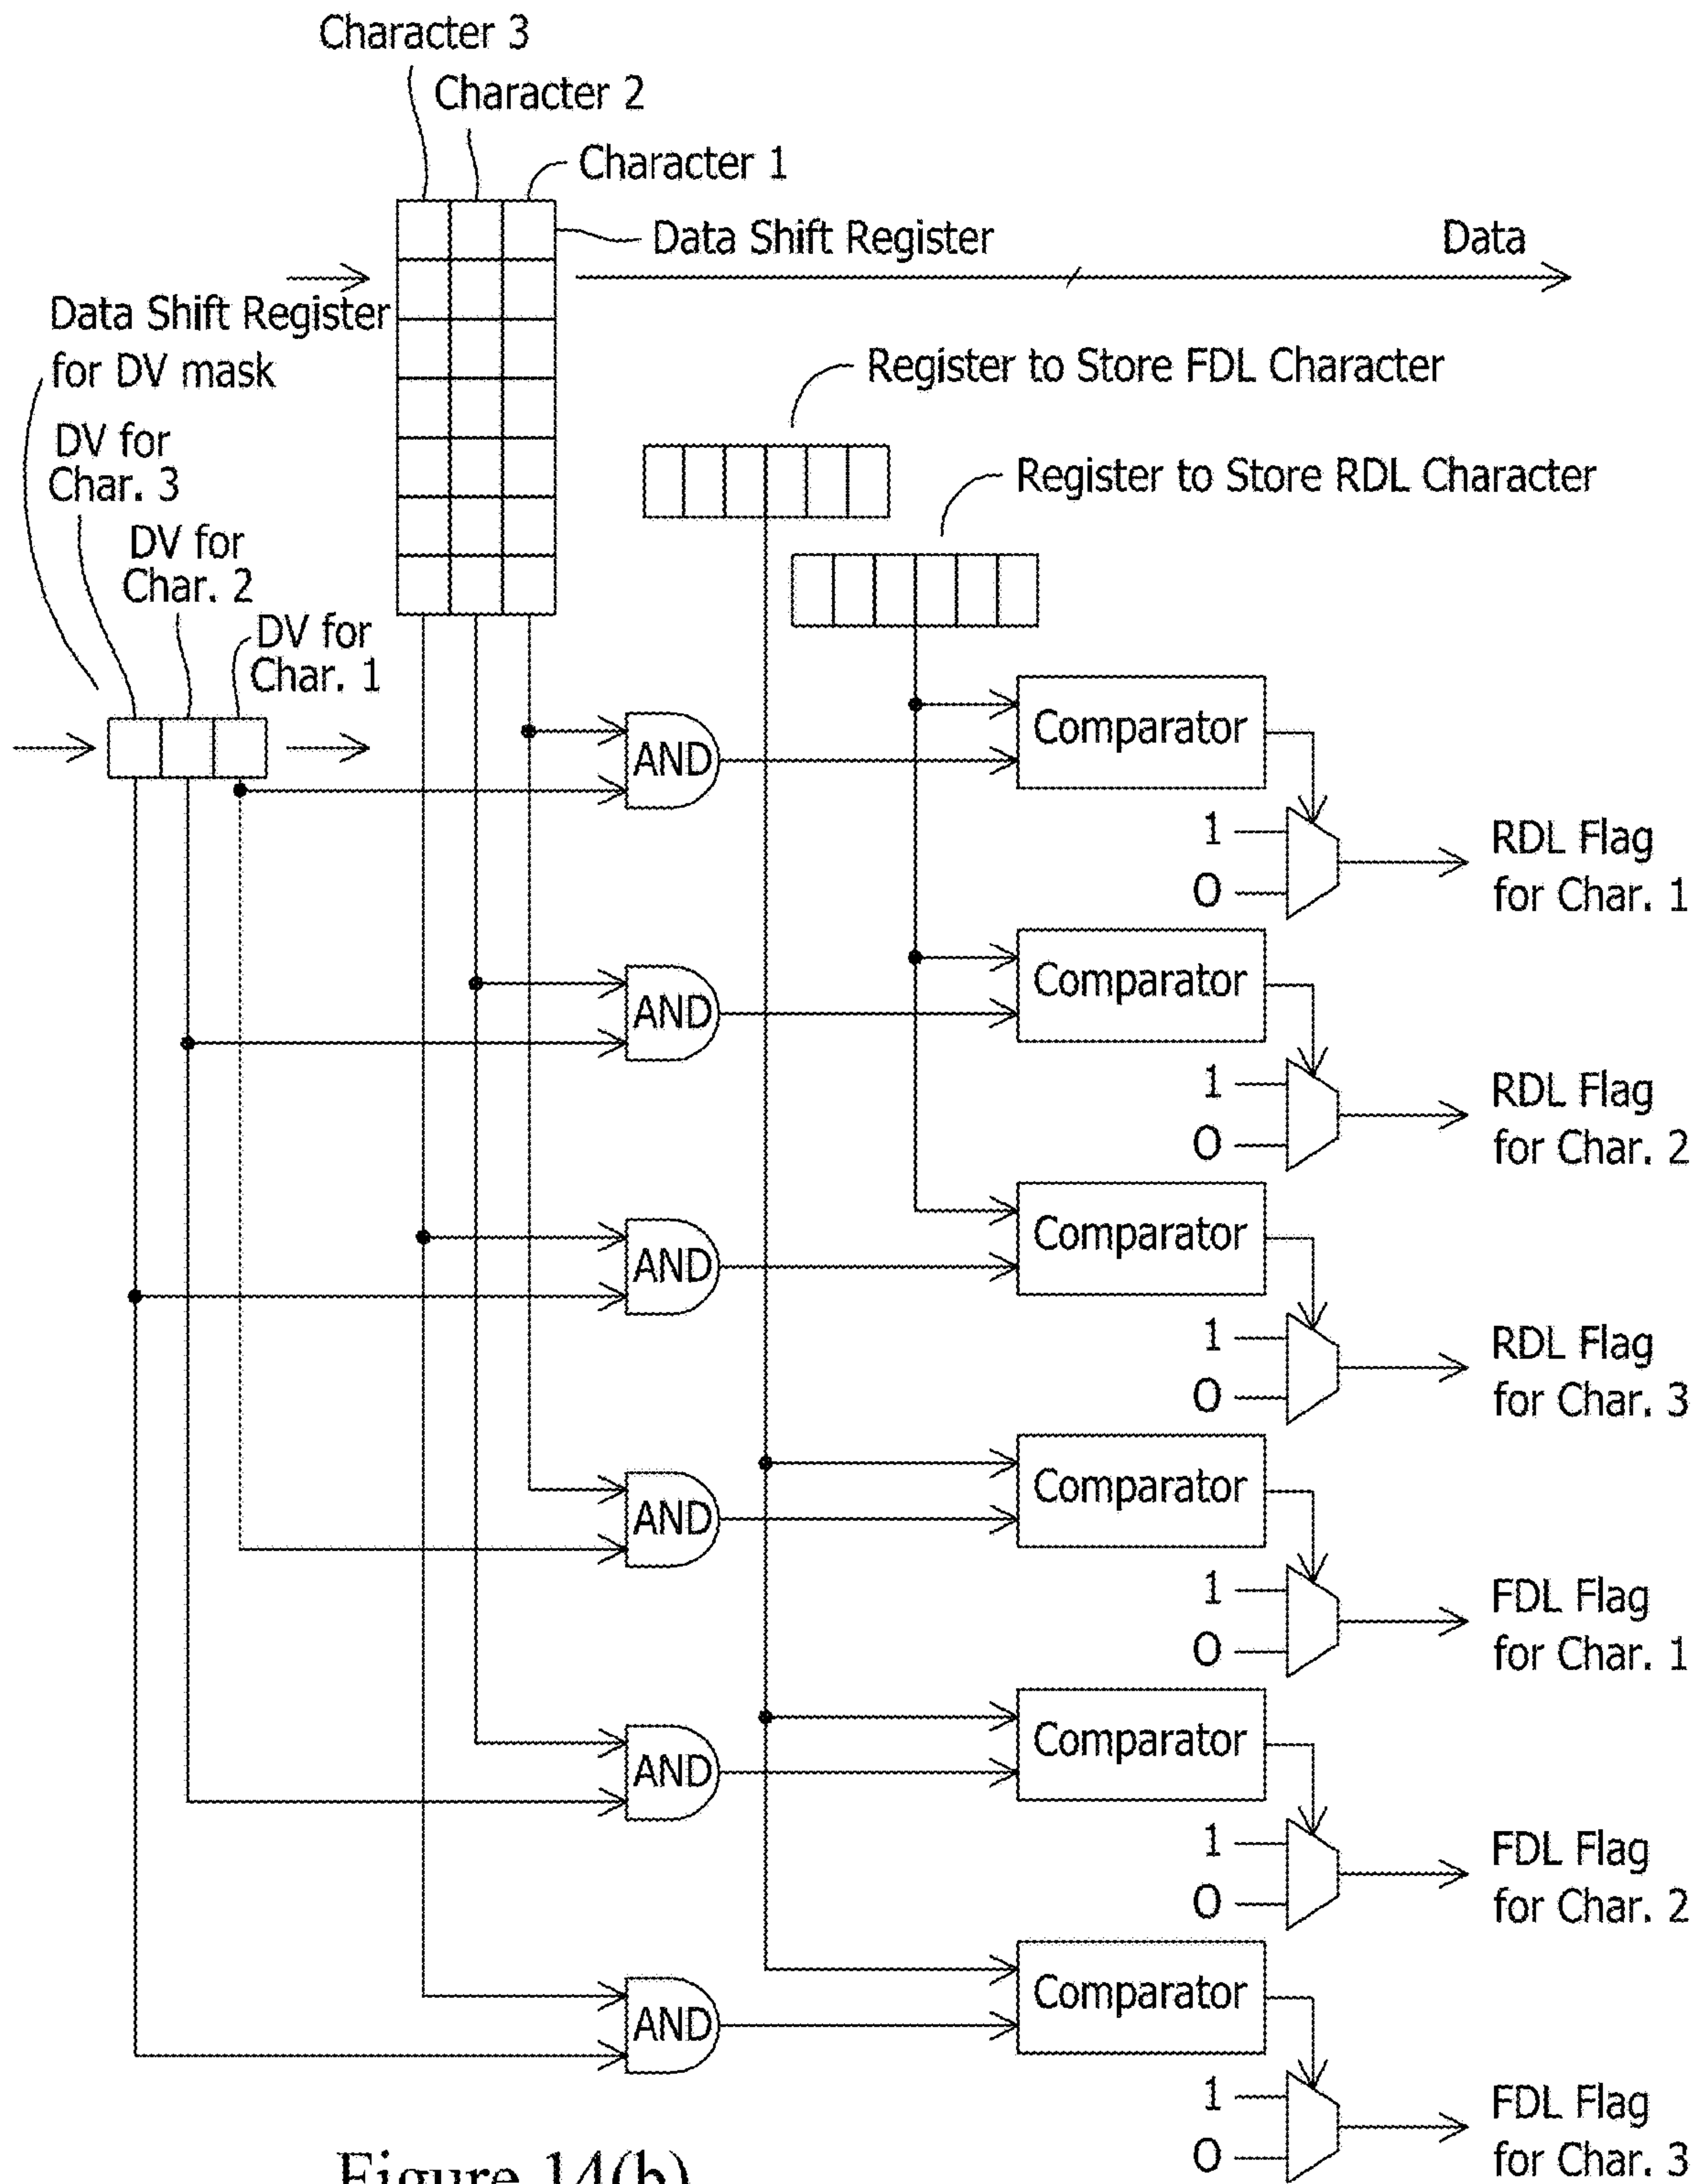 Character 3
Character 2
Character 1
Data Shift Register
Data
Data Shift Register
for DV mask
Register to Store FDL Character
DV for
Char. 3
Register to Store RDL Character
DV for
Char. 2
DV for
Char. 1
AND
Comparator
1
0
RDL Flag
for Char. 1
AND
Comparator
1
0
RDL Flag
for Char. 2
AND
Comparator
1
0
RDL Flag
for Char. 3
AND
Comparator
1
0
FDL Flag
for Char. 1
AND
Comparator
1
0
FDL Flag
for Char. 2
AND
Comparator
1
0
FDL Flag
for Char. 3
Figure 14(b)